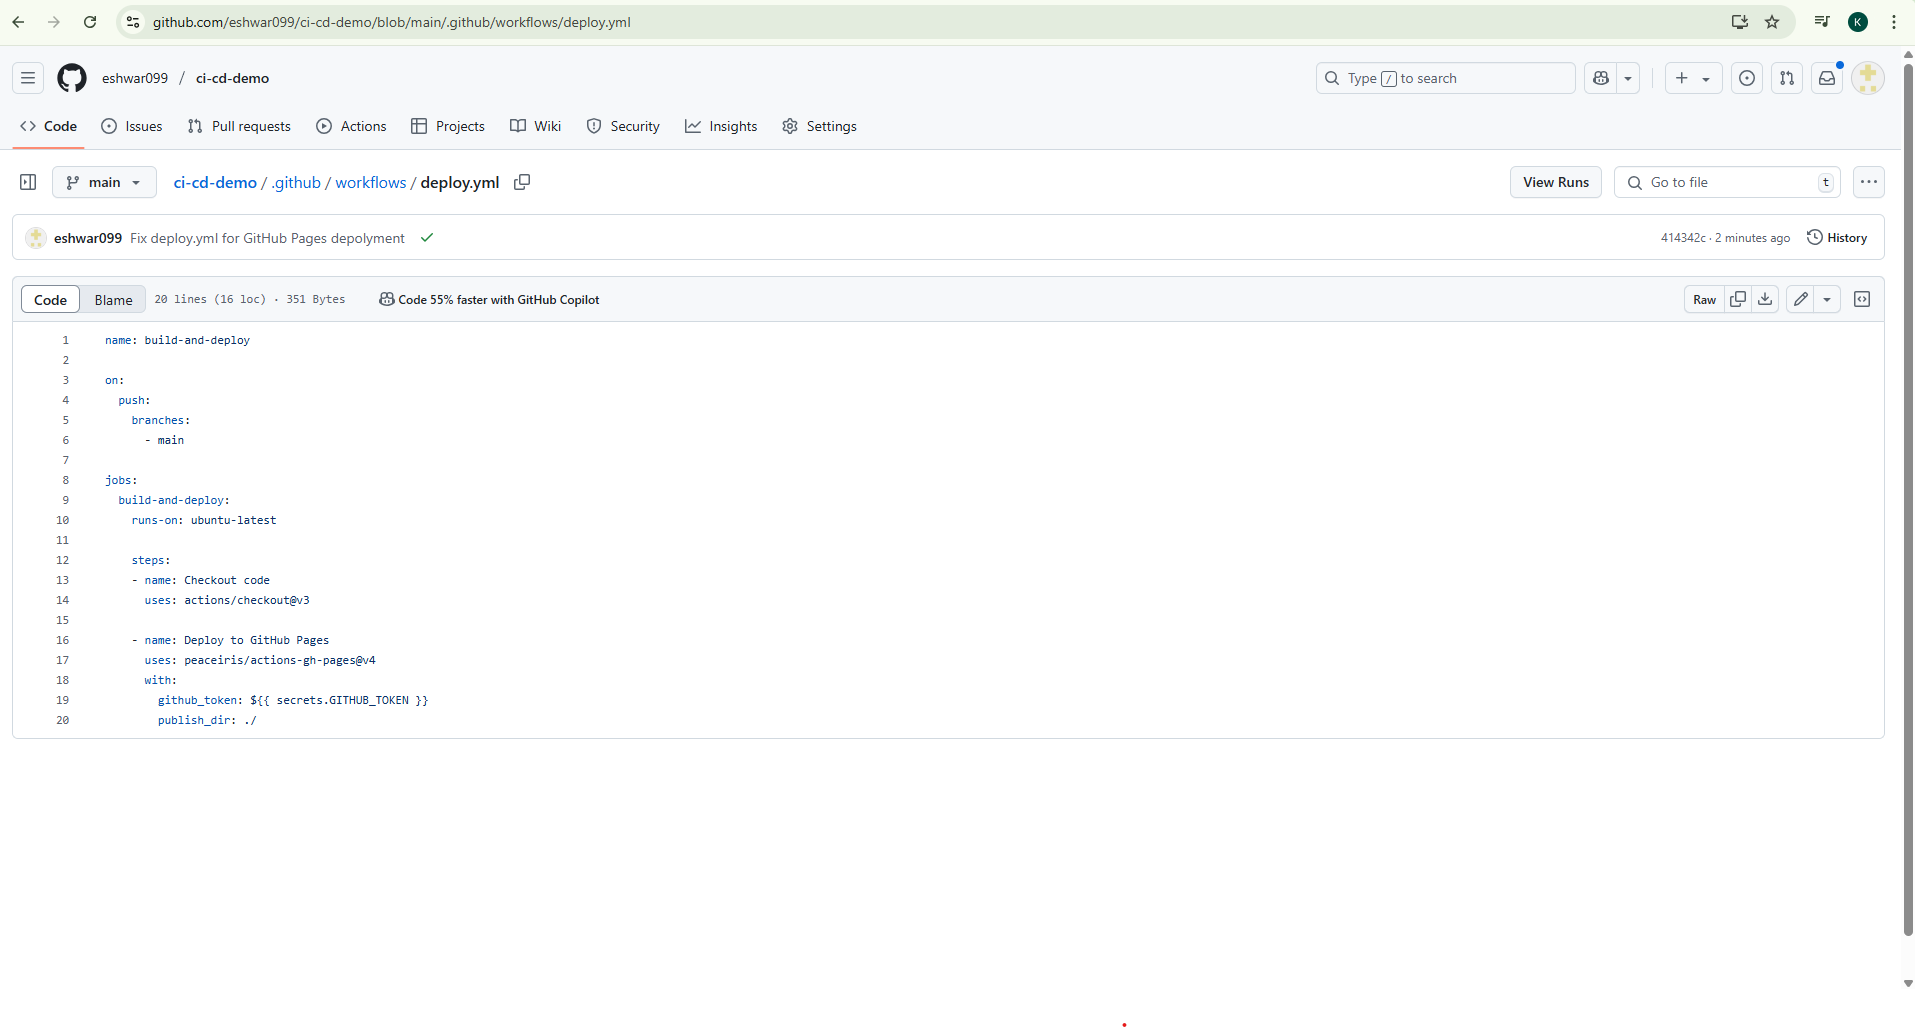 github.com/eshwar099/ci-cd-demo/blob/main/.github/workflows/deploy.yml
K
eshwar099 / ci-cd-demo
Type / to search
Code Issues Pull requests Actions Projects Wiki Security Insights Settings
main ci-cd-demo / .github / workflows / deploy.yml View Runs Go to file t
eshwar099 Fix deploy.yml for GitHub Pages depolyment 414342c · 2 minutes ago History
Code Blame 20 lines (16 loc) · 351 Bytes Code 55% faster with GitHub Copilot Raw
1 name: build-and-deploy
2
3 on:
4 push:
5 branches:
6 - main
7
8 jobs:
9 build-and-deploy:
10 runs-on: ubuntu-latest
11
12 steps:
13 - name: Checkout code
14 uses: actions/checkout@v3
15
16 - name: Deploy to GitHub Pages
17 uses: peaceiris/actions-gh-pages@v4
18 with:
19 github_token: ${{ secrets.GITHUB_TOKEN }}
20 publish_dir: ./